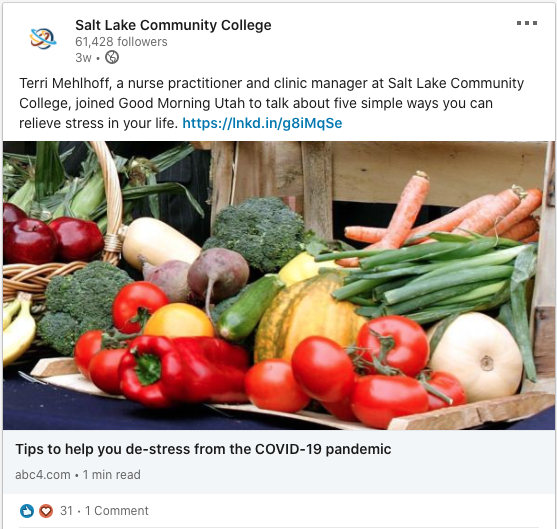 Salt Lake Community College
61,428 followers
3w •
Terri Mehlhoff, a nurse practitioner and clinic manager at Salt Lake Community
College, joined Good Morning Utah to talk about five simple ways you can
relieve stress in your life. https://lnkd.in/g8iMqSe
Tips to help you de-stress from the COVID-19 pandemic
abc4.com • 1 min read
31 · 1 Comment